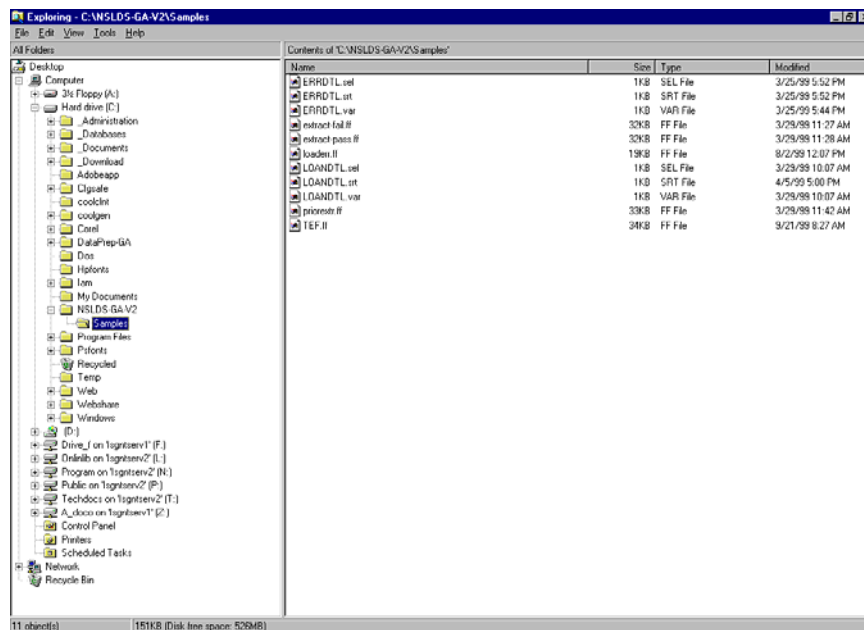 Exploring - C:\NSLDS-GA-V2\Samples
File Edit View Tools Help
All Folders
Contents of 'C:\NSLDS-GA-V2\Samples'
Desktop
Computer
3½ Floppy (A:)
Hard drive (C:)
_Administration
_Databases
_Documents
_Download
Adobeapp
Clgsafe
coolclnt
coolgen
Corel
DataPrep-GA
Dos
Hpfonts
Iam
My Documents
NSLDS-GA-V2
Samples
Program Files
Psfonts
Recycled
Temp
Web
Webshare
Windows
(D:)
Drive_f on '1sgntserv1' (F:)
Onlinlib on '1sgntserv2' (L:)
Program on '1sgntserv2' (N:)
Public on '1sgntserv2' (P:)
Techdocs on '1sgntserv2' (T:)
A_doco on '1sgntserv1' (Z:)
Control Panel
Printers
Scheduled Tasks
Network
Recycle Bin
Name Size Type Modified
ERRDTL.sel 1KB SEL File 3/25/99 5:52 PM
ERRDTL.srt 1KB SRT File 3/25/99 5:52 PM
ERRDTL.var 1KB VAR File 3/25/99 5:44 PM
extract-fail.ff 32KB FF File 3/29/99 11:27 AM
extract-pass.ff 32KB FF File 3/29/99 11:28 AM
loaderr.ff 19KB FF File 8/2/99 12:07 PM
LOANDTL.sel 1KB SEL File 3/29/99 10:07 AM
LOANDTL.srt 1KB SRT File 4/5/99 5:00 PM
LOANDTL.var 1KB VAR File 3/29/99 10:07 AM
priorextr.ff 33KB FF File 3/29/99 11:42 AM
TEF.ff 34KB FF File 9/21/99 8:27 AM
11 object(s) 151KB (Disk free space: 526MB)